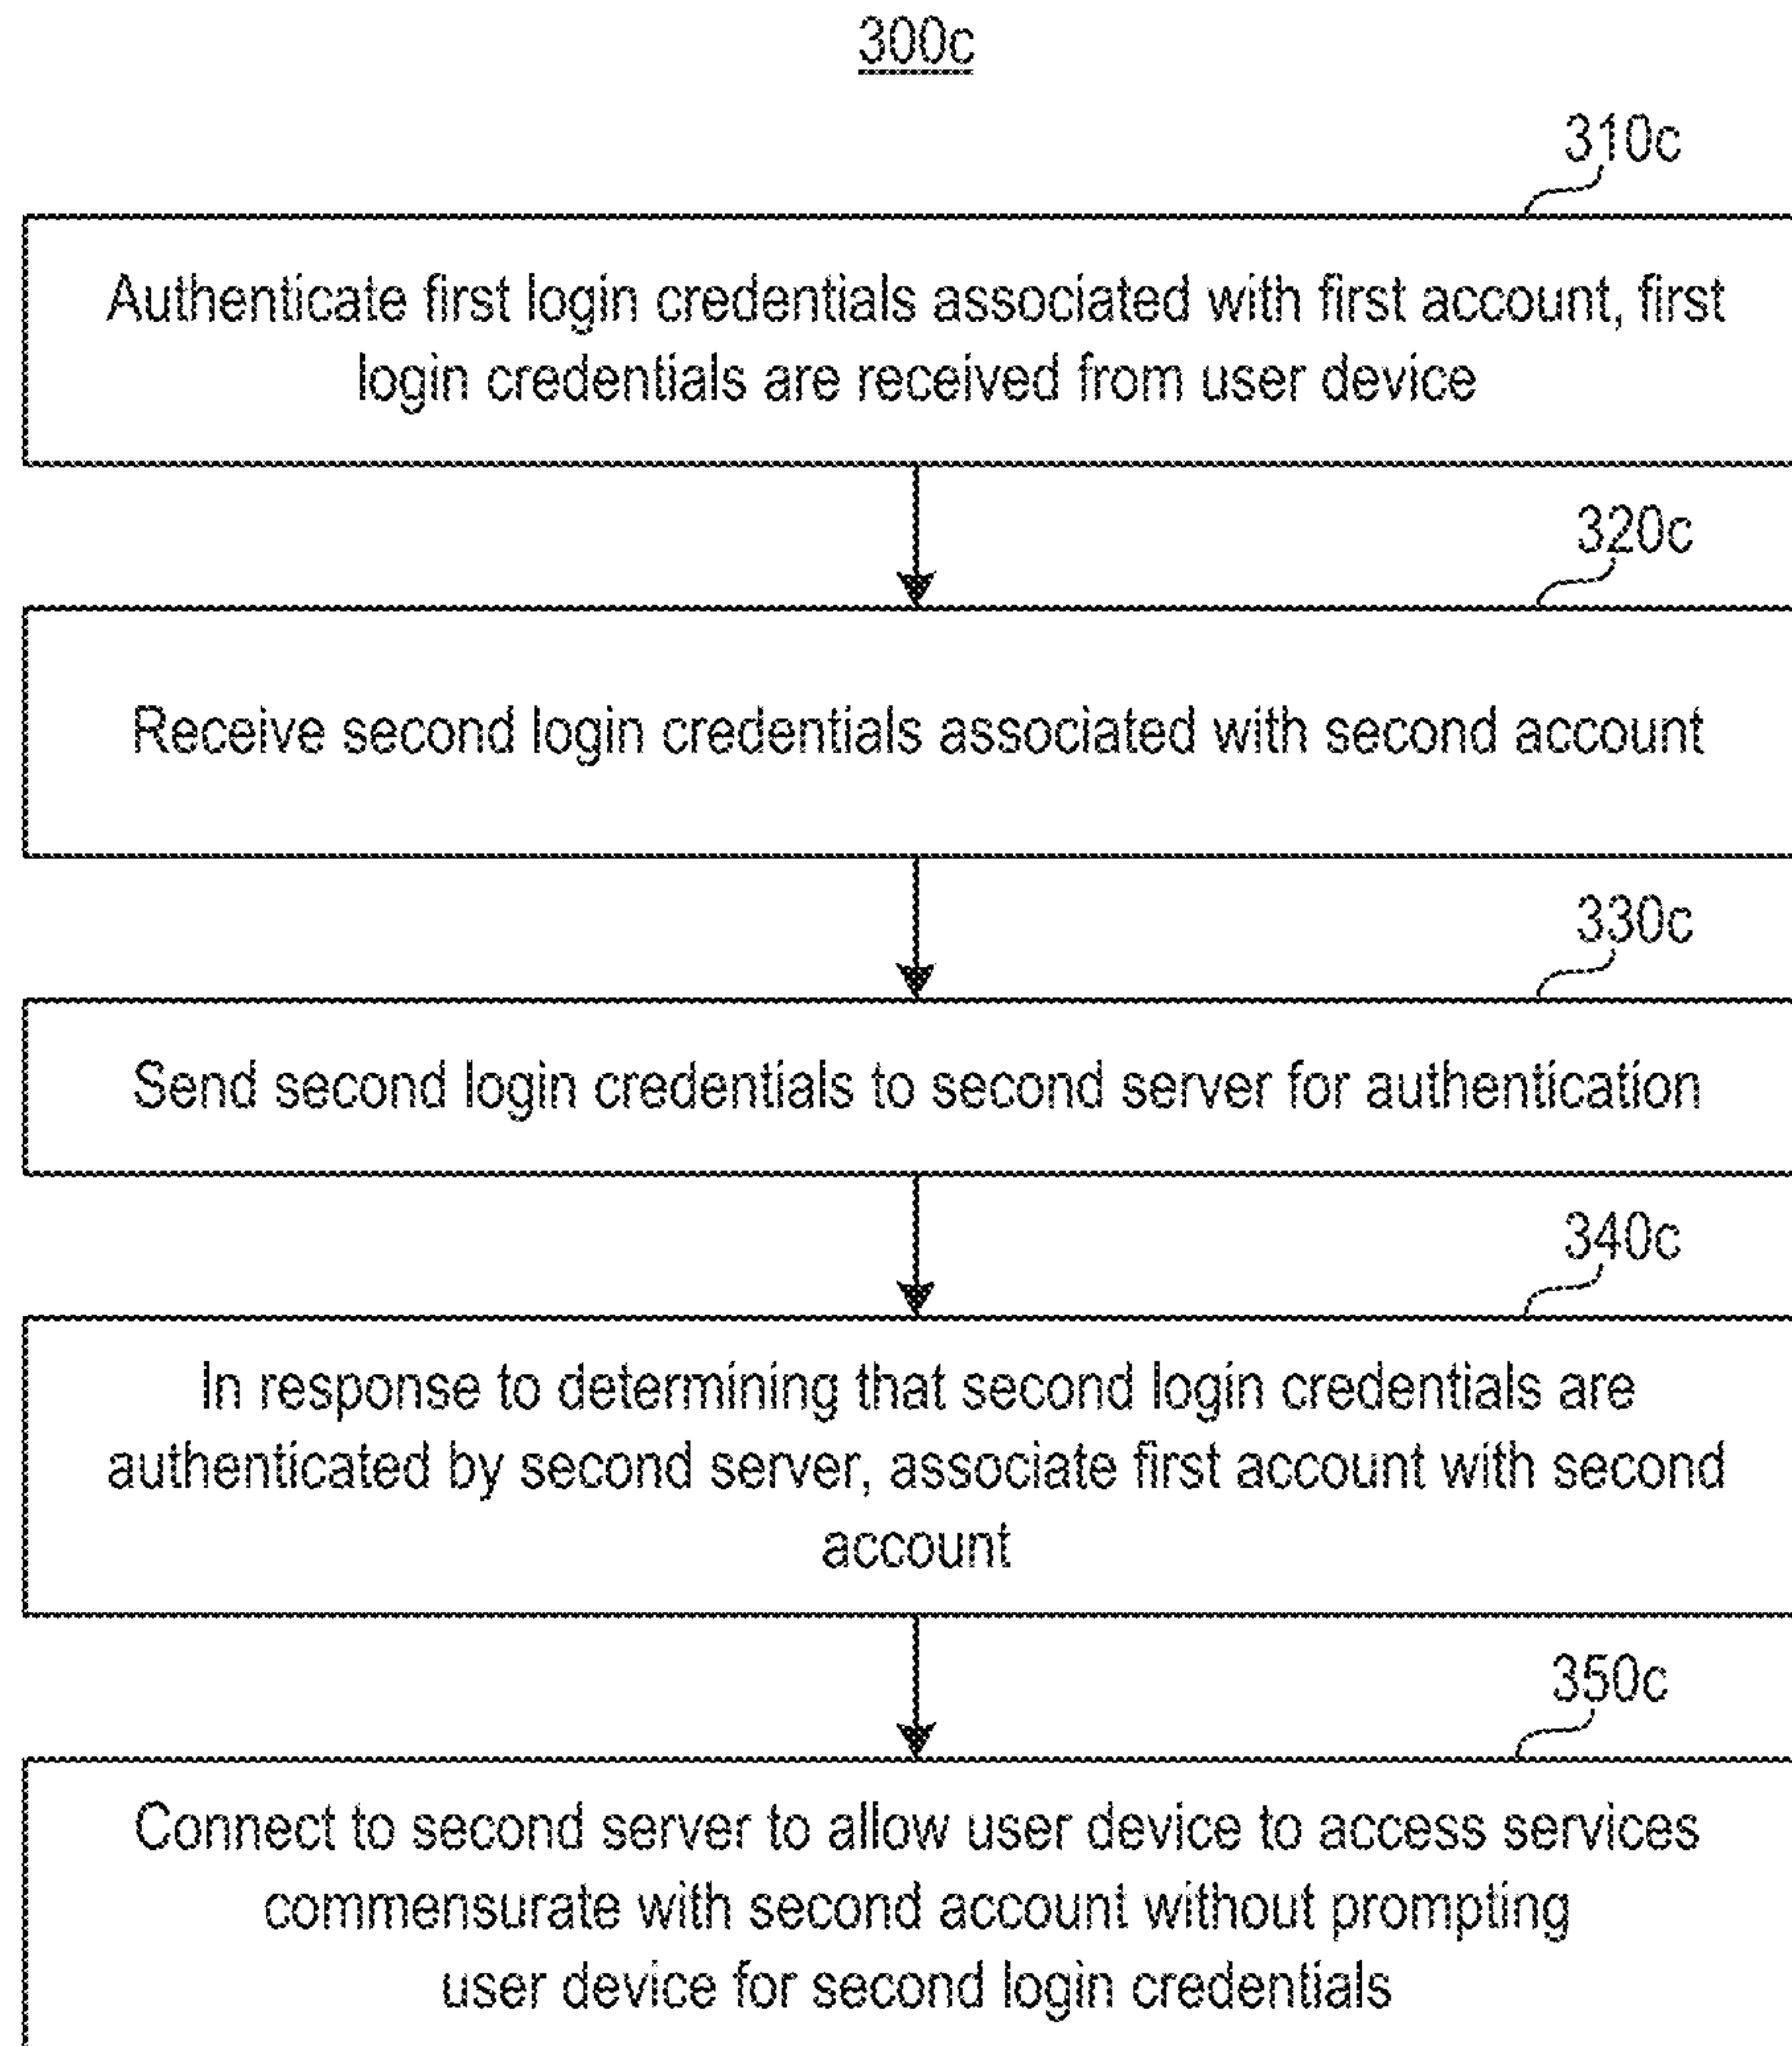 300c
310c
Authenticate first login credentials associated with first account, first
login credentials are received from user device
320c
Receive second login credentials associated with second account
330c
Send second login credentials to second server for authentication
340c
In response to determining that second login credentials are
authenticated by second server, associate first account with second
account
350c
Connect to second server to allow user device to access services
commensurate with second account without prompting
user device for second login credentials